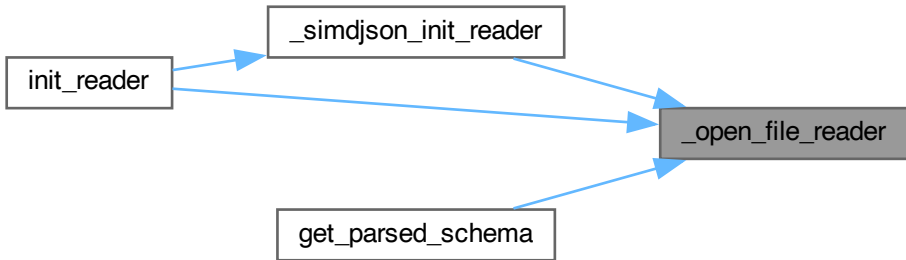 _simdjson_init_reader
init_reader
_open_file_reader
get_parsed_schema